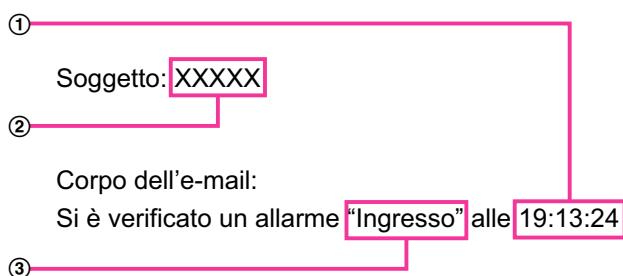 ①
Soggetto: XXXXX
②
Corpo dell'e-mail:
Si è verificato un allarme “Ingresso” alle 19:13:24
③